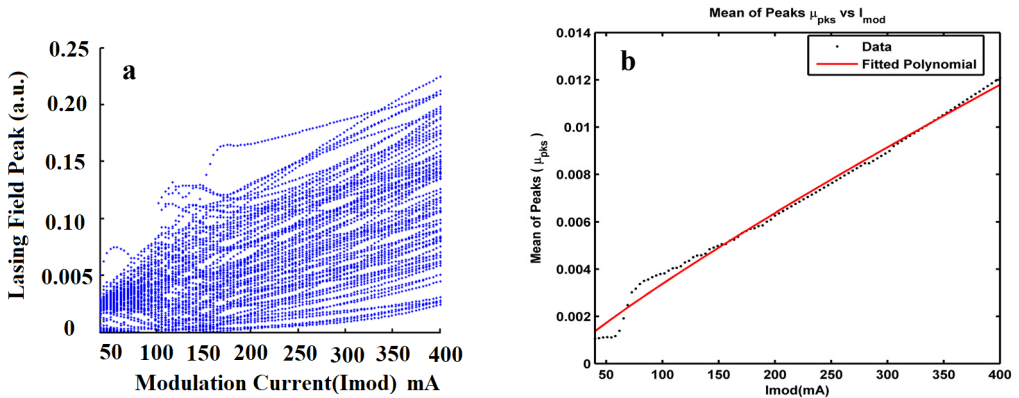 a
0.25
0.20
0.15
0.10
0.005
0
Lasing Field Peak (a.u.)
50 100 150 200 250 300 350 400
Modulation Current(Imod) mA
Mean of Peaks μpks vs Imod
b
Data
Fitted Polynomial
0.014
0.012
0.01
0.008
0.006
0.004
0.002
0
Mean of Peaks ( μpks)
50 100 150 200 250 300 350 400
Imod(mA)